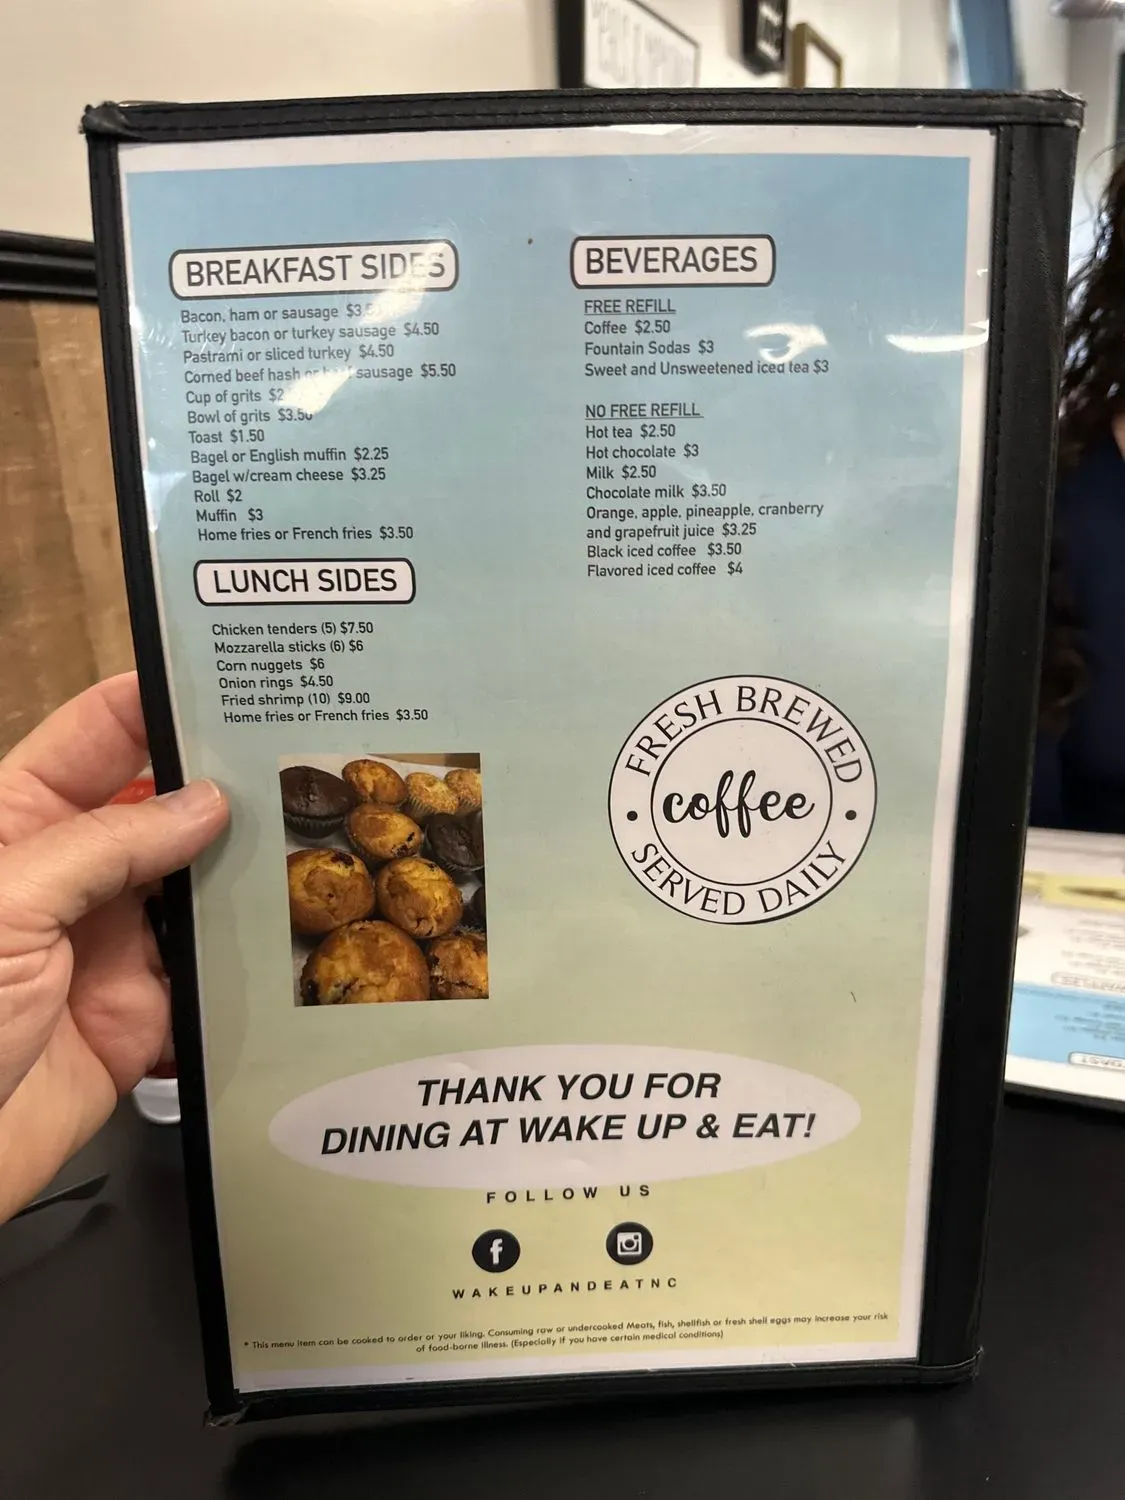 BREAKFAST SIDES
Bacon, ham or sausage $3.50
Turkey bacon or turkey sausage $4.50
Pastrami or sliced turkey $4.50
Corned beef hash or beef sausage $5.50
Cup of grits $2
Bowl of grits $3.50
Toast $1.50
Bagel or English muffin $2.25
Bagel w/cream cheese $3.25
Roll $2
Muffin $3
Home fries or French fries $3.50
LUNCH SIDES
Chicken tenders (5) $7.50
Mozzarella sticks (6) $6
Corn nuggets $6
Onion rings $4.50
Fried shrimp (10) $9.00
Home fries or French fries $3.50
BEVERAGES
FREE REFILL
Coffee $2.50
Fountain Sodas $3
Sweet and Unsweetened iced tea $3
NO FREE REFILL
Hot tea $2.50
Hot chocolate $3
Milk $2.50
Chocolate milk $3.50
Orange, apple, pineapple, cranberry
and grapefruit juice $3.25
Black iced coffee $3.50
Flavored iced coffee $4
FRESH BREWED
coffee
SERVED DAILY
THANK YOU FOR
DINING AT WAKE UP & EAT!
FOLLOW US
WAKEUPANDEATNC
* This menu item can be cooked to order or your liking. Consuming raw or undercooked Meats, fish, shellfish or fresh shell eggs may increase your risk
of food-borne Illness. (Especially if you have certain medical conditions)